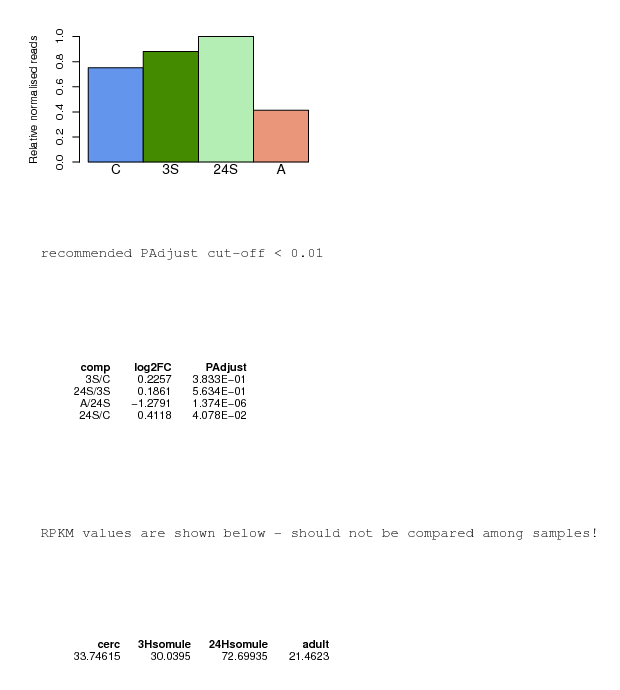 Relative normalised reads
1.0
0.8
0.6
0.4
0.2
0.0
C 3S 24S A
recommended PAdjust cut-off < 0.01
comp log2FC PAdjust
3S/C 0.2257 3.833E−01
24S/3S 0.1861 5.634E−01
A/24S −1.2791 1.374E−06
24S/C 0.4118 4.078E−02
RPKM values are shown below - should not be compared among samples!
cerc 3Hsomule 24Hsomule adult
33.74615 30.0395 72.69935 21.4623